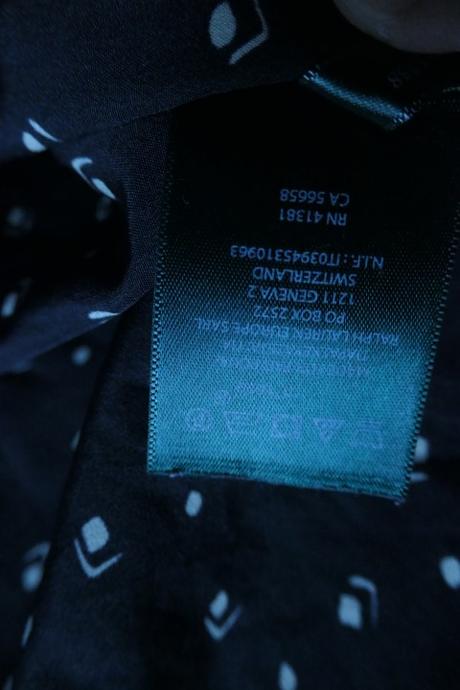 RALPH LAUREN EUROPE SARL
PO BOX 2572
1211 GENEVA 2
SWITZERLAND
N.I.F.: IT03945310963
RN 41381
CA 56658